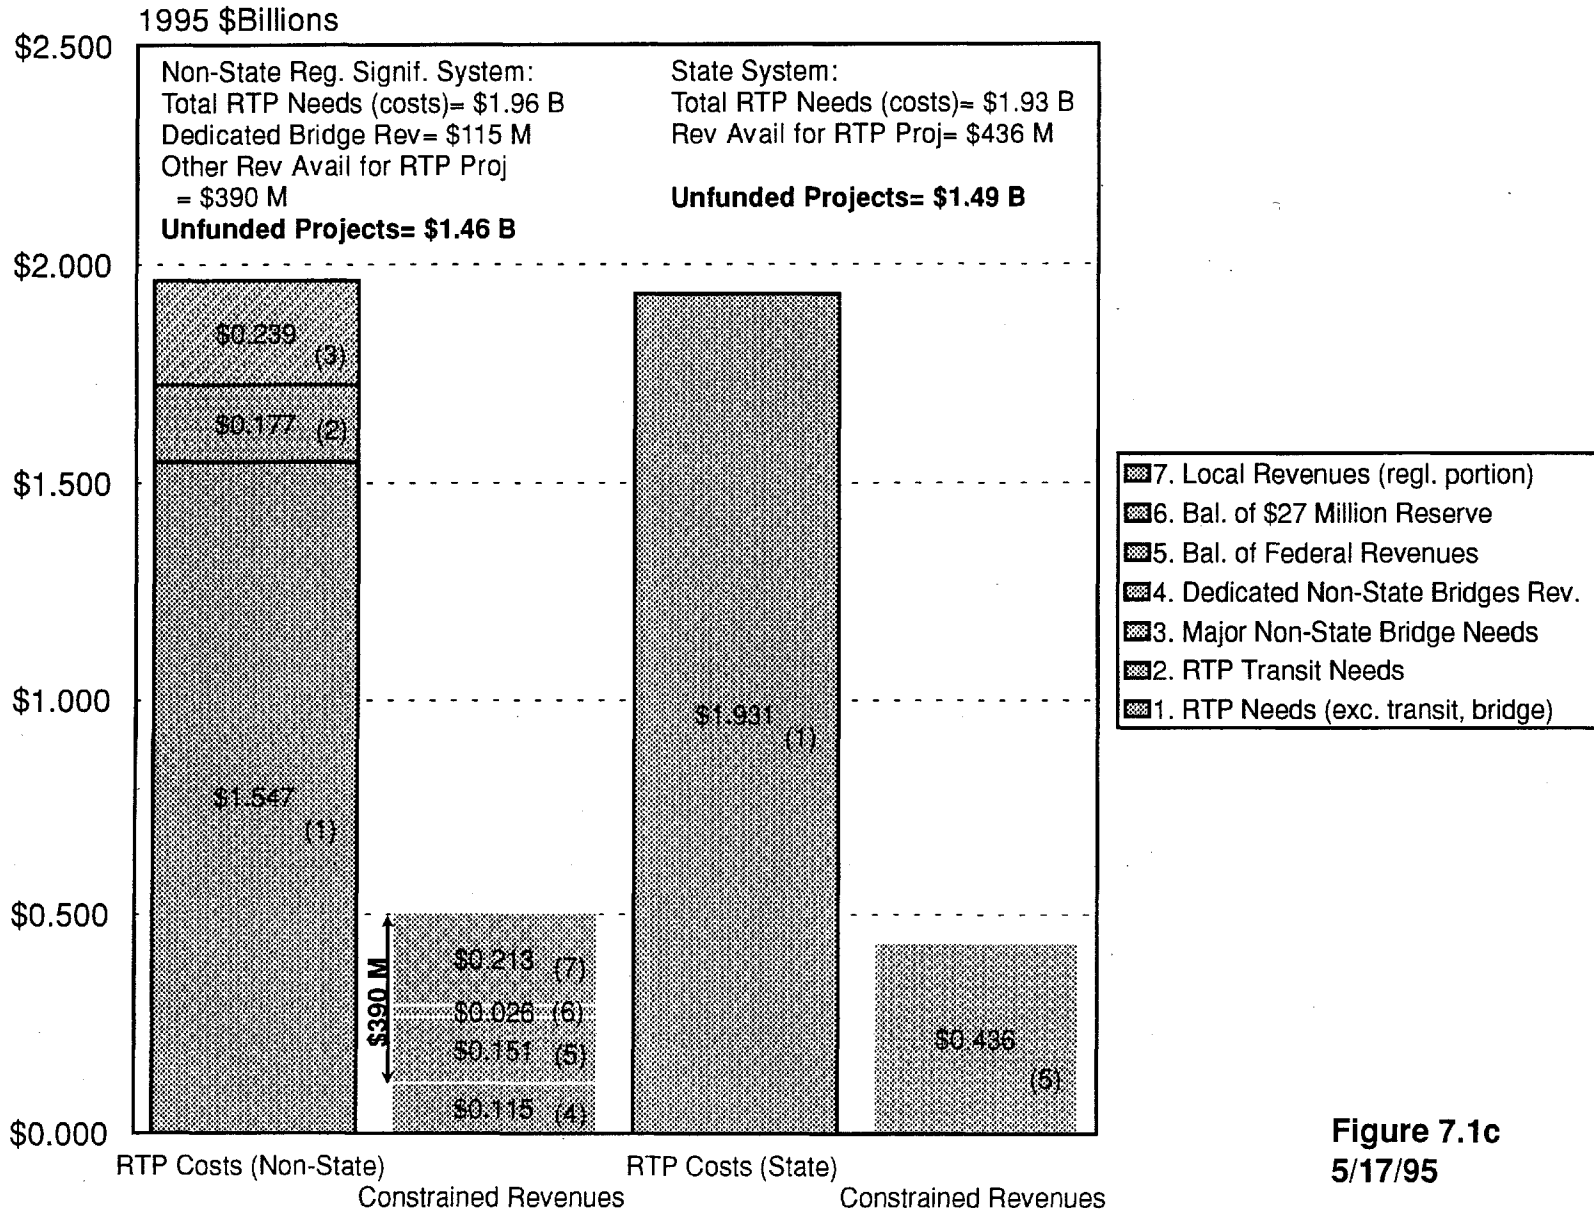 1995 $Billions
$2.500
$2.000
$1.500
$1.000
$0.500
$0.000
Non-State Reg. Signif. System:
Total RTP Needs (costs)= $1.96 B
Dedicated Bridge Rev= $115 M
Other Rev Avail for RTP Proj
= $390 M
Unfunded Projects= $1.46 B
State System:
Total RTP Needs (costs)= $1.93 B
Rev Avail for RTP Proj= $436 M
Unfunded Projects= $1.49 B
$0.239 (3)
$0.177 (2)
$1.547 (1)
$390 M
$0.213 (7)
$0.026 (6)
$0.151 (5)
$0.115 (4)
$1.931 (1)
$0.436 (5)
7. Local Revenues (regl. portion)
6. Bal. of $27 Million Reserve
5. Bal. of Federal Revenues
4. Dedicated Non-State Bridges Rev.
3. Major Non-State Bridge Needs
2. RTP Transit Needs
1. RTP Needs (exc. transit, bridge)
RTP Costs (Non-State)
Constrained Revenues
RTP Costs (State)
Constrained Revenues
Figure 7.1c
5/17/95